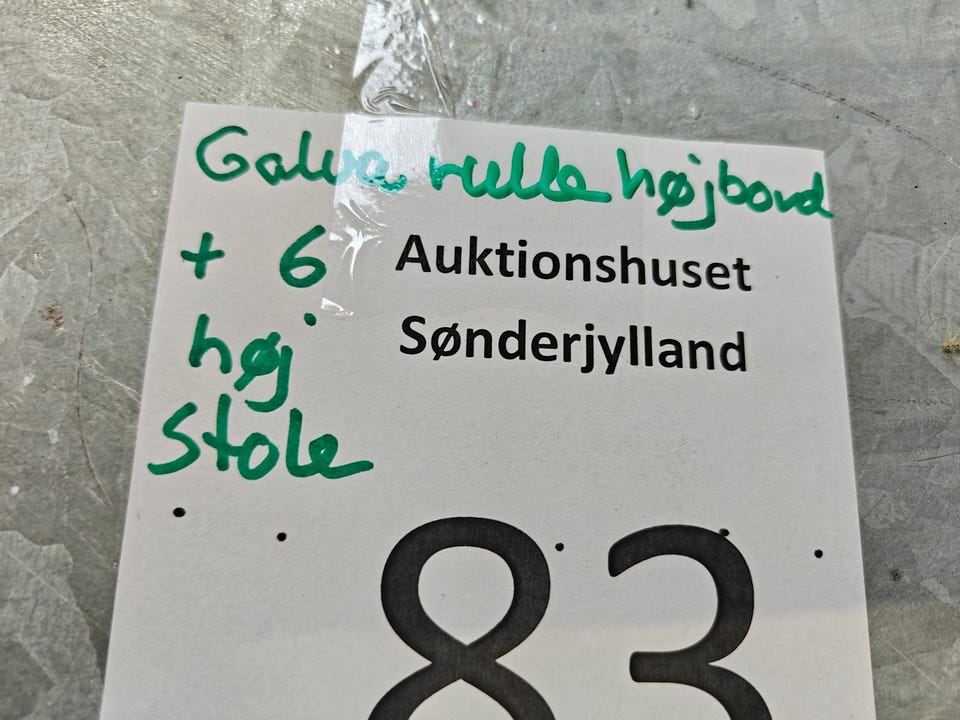 Galva rulle højbord
+ 6
høj
stole
Auktionshuset
Sønderjylland
83